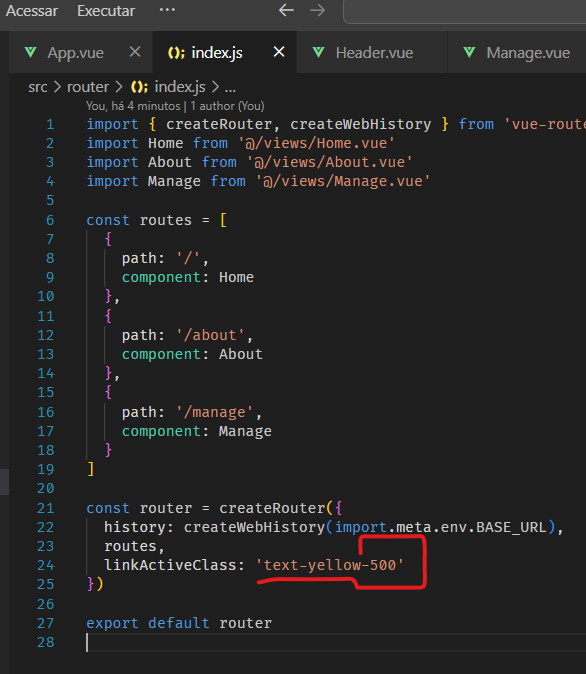 Acessar Executar ···
App.vue index.js Header.vue Manage.vue
src > router > index.js > ...
You, há 4 minutos | 1 author (You)
1 import { createRouter, createWebHistory } from 'vue-route
2 import Home from '@/views/Home.vue'
3 import About from '@/views/About.vue'
4 import Manage from '@/views/Manage.vue'
5
6 const routes = [
7 {
8 path: '/',
9 component: Home
10 },
11 {
12 path: '/about',
13 component: About
14 },
15 {
16 path: '/manage',
17 component: Manage
18 }
19 ]
20
21 const router = createRouter({
22 history: createWebHistory(import.meta.env.BASE_URL),
23 routes,
24 linkActiveClass: 'text-yellow-500'
25 })
26
27 export default router
28